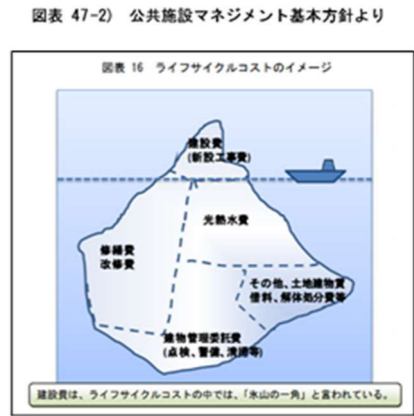 図表 47-2) 公共施設マネジメント基本方針より
図表 16 ライフサイクルコストのイメージ
建設費
(新設工事費)
光熱水費
修繕費
改修費
その他、土地建物賃
借料、解体処分費等
建物管理委託費
(点検、警備、清掃等)
建設費は、ライフサイクルコストの中では、「氷山の一角」と言われている。